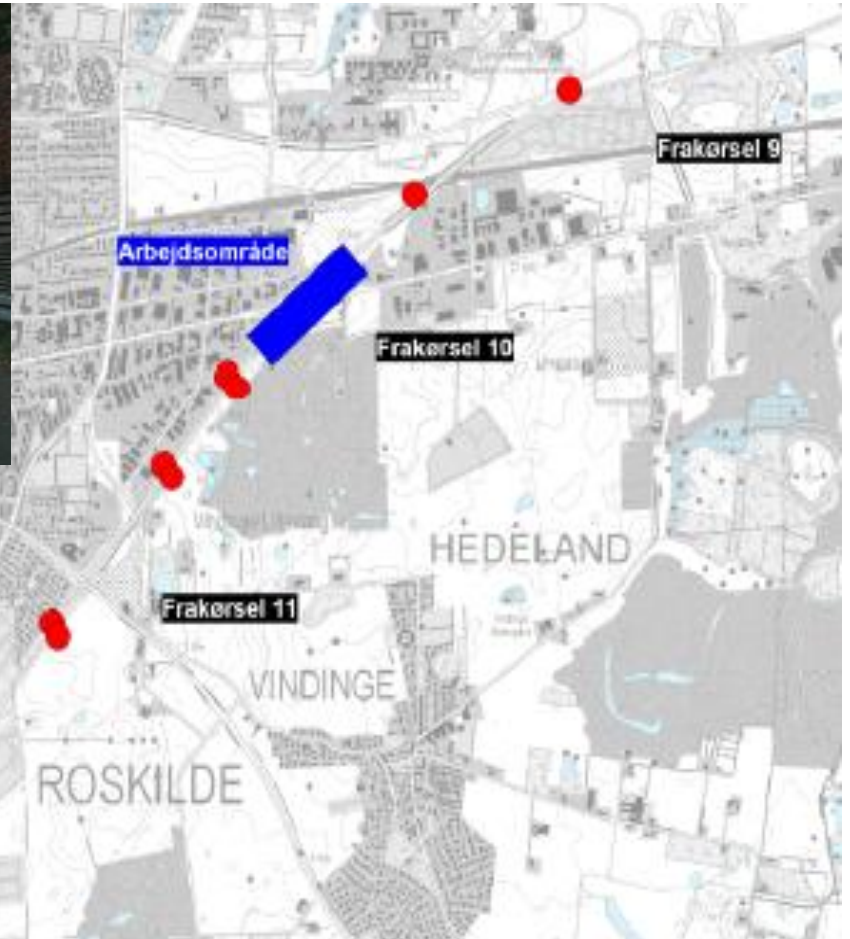 Frakørsel 9
Arbejdsområde
Frakørsel 10
HEDELAND
Frakørsel 11
VINDINGE
ROSKILDE